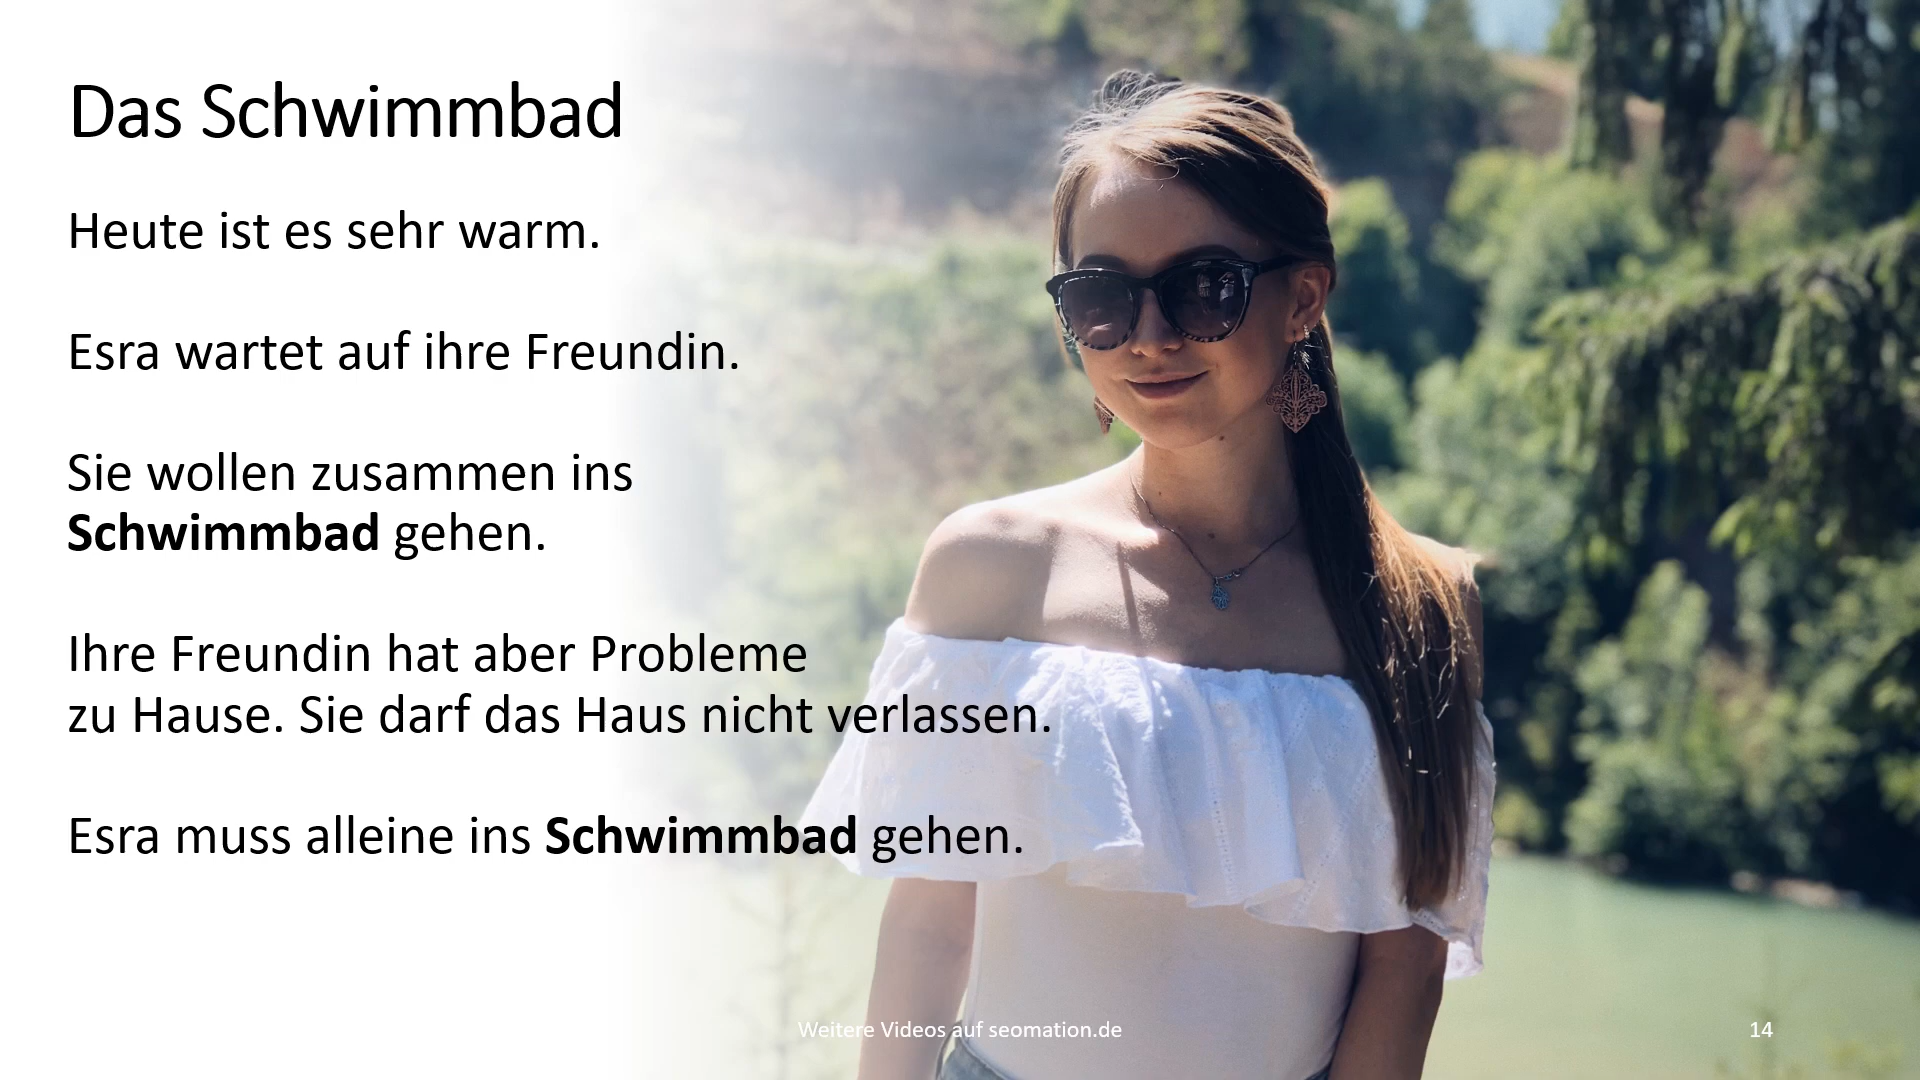 Das Schwimmbad
Heute ist es sehr warm.
Esra wartet auf ihre Freundin.
Sie wollen zusammen ins
Schwimmbad gehen.
Ihre Freundin hat aber Probleme
zu Hause. Sie darf das Haus nicht verlassen.
Esra muss alleine ins Schwimmbad gehen.
Weitere Videos auf seomation.de
14